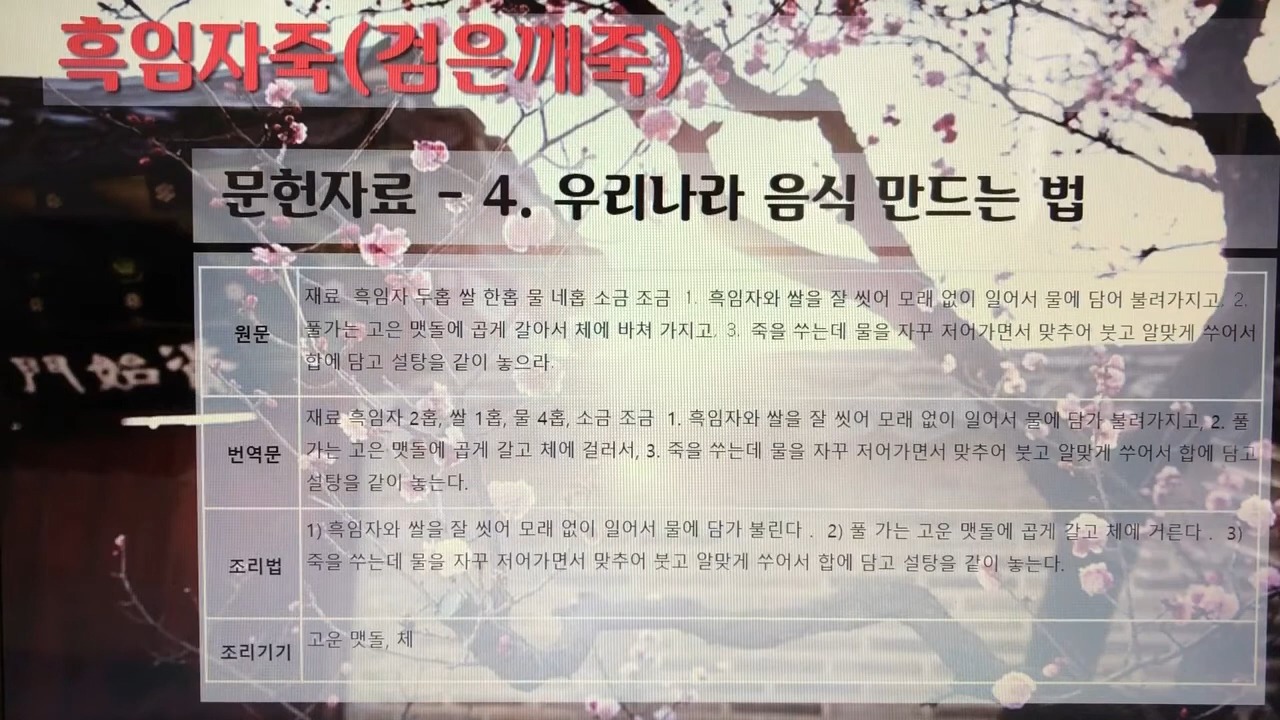 흑임자죽(검은깨죽)
문헌자료 - 4. 우리나라 음식 만드는 법
원문
재료 흑임자 두홉 쌀 한홉 물 네홉 소금 조금 1. 흑임자와 쌀을 잘 씻어 모래 없이 일어서 물에 담어 불려가지고, 2.
풀가는 고은 맷돌에 곱게 갈아서 체에 바쳐 가지고, 3. 죽을 쑤는데 물을 자꾸 저어가면서 맞추어 붓고 알맞게 쑤어서
합에 담고 설탕을 같이 놓으라.
번역문
재료 흑임자 2홉, 쌀 1홉, 물 4홉, 소금 조금 1. 흑임자와 쌀을 잘 씻어 모래 없이 일어서 물에 담가 불려가지고, 2. 풀
가는 고은 맷돌에 곱게 갈고 체에 걸러서, 3. 죽을 쑤는데 물을 자꾸 저어가면서 맞추어 붓고 알맞게 쑤어서 합에 담고
설탕을 같이 놓는다.
조리법
1) 흑임자와 쌀을 잘 씻어 모래 없이 일어서 물에 담가 불린다 . 2) 풀 가는 고운 맷돌에 곱게 갈고 체에 거른다 . 3)
죽을 쑤는데 물을 자꾸 저어가면서 맞추어 붓고 알맞게 쑤어서 합에 담고 설탕을 같이 놓는다.
조리기기
고운 맷돌, 체
門始